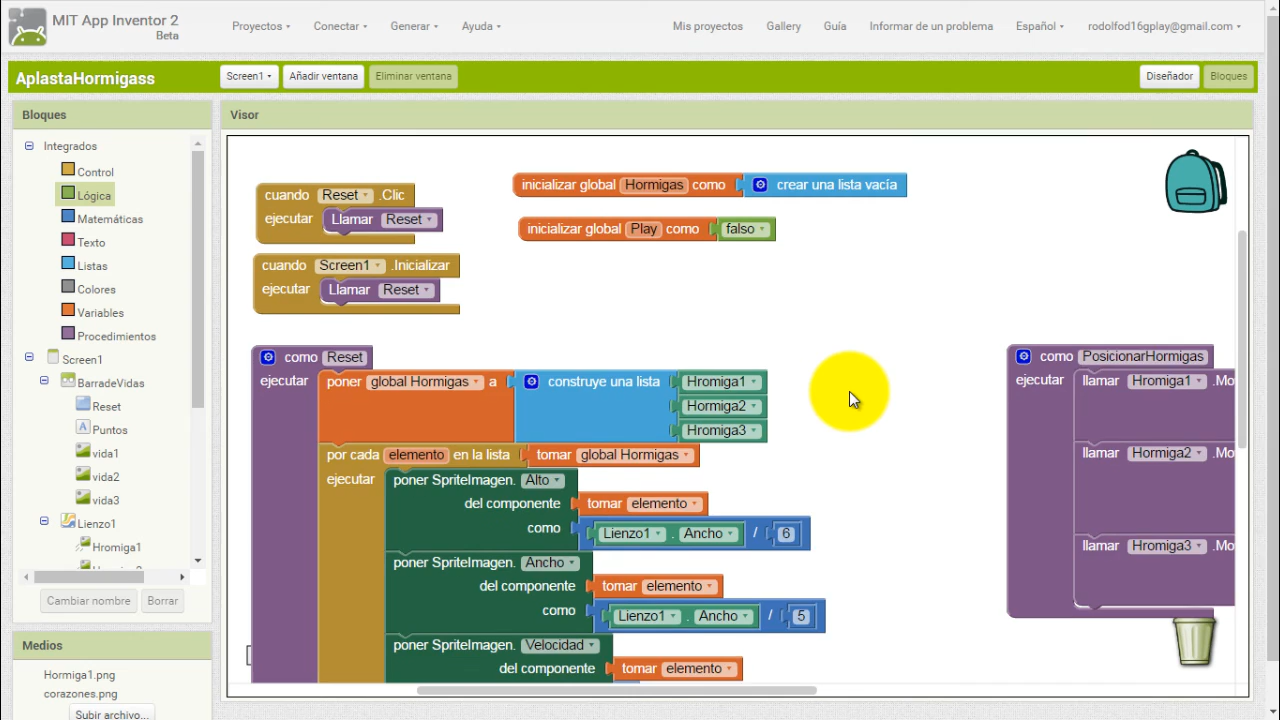 MIT App Inventor 2
Beta
Proyectos
Conectar
Generar
Ayuda
Mis proyectos
Gallery
Guía
Informar de un problema
Español
rodolfod16gplay@gmail.com
AplastaHormigass
Screen1
Añadir ventana
Eliminar ventana
Diseñador
Bloques
Bloques
Integrados
Control
Lógica
Matemáticas
Texto
Listas
Colores
Variables
Procedimientos
Screen1
BarradeVidas
Reset
Puntos
vida1
vida2
vida3
Lienzo1
Hromiga1
Cambiar nombre
Borrar
Medios
Hormiga1.png
corazones.png
Subir archivo...
Visor
cuando Reset .Clic
ejecutar Llamar Reset
cuando Screen1 .Inicializar
ejecutar Llamar Reset
inicializar global Hormigas como crear una lista vacía
inicializar global Play como falso
como Reset
ejecutar poner global Hormigas a construye una lista Hromiga1
Hormiga2
Hromiga3
por cada elemento en la lista tomar global Hormigas
ejecutar poner SpriteImagen. Alto
del componente tomar elemento
como Lienzo1 . Ancho / 6
poner SpriteImagen. Ancho
del componente tomar elemento
como Lienzo1 . Ancho / 5
poner SpriteImagen. Velocidad
del componente tomar elemento
como PosicionarHormigas
ejecutar llamar Hromiga1 .Mo
llamar Hormiga2 .Mo
llamar Hromiga3 .Mo